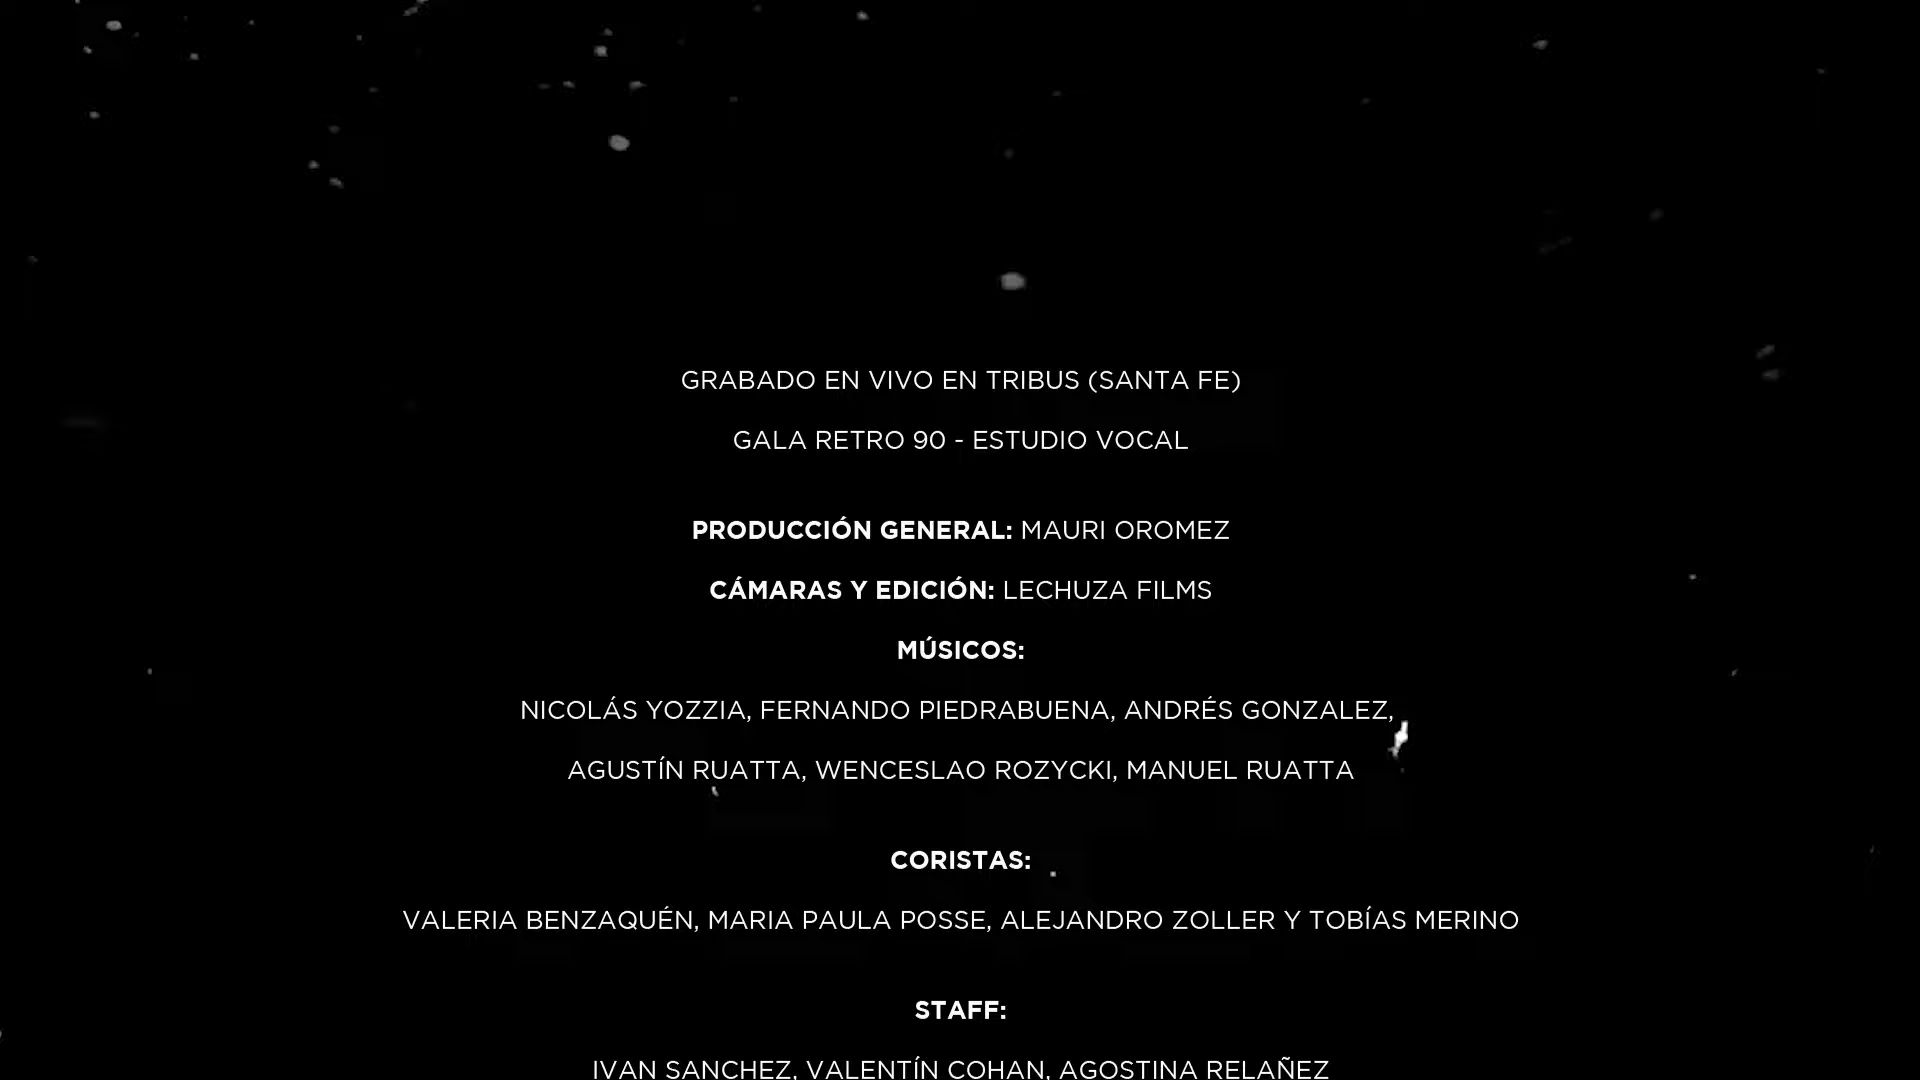 GRABADO EN VIVO EN TRIBUS (SANTA FE)
GALA RETRO 90 - ESTUDIO VOCAL
PRODUCCIÓN GENERAL: MAURI OROMEZ
CÁMARAS Y EDICIÓN: LECHUZA FILMS
MÚSICOS:
NICOLÁS YOZZIA, FERNANDO PIEDRABUENA, ANDRÉS GONZALEZ,
AGUSTÍN RUATTA, WENCESLAO ROZYCKI, MANUEL RUATTA
CORISTAS:
VALERIA BENZAQUÉN, MARIA PAULA POSSE, ALEJANDRO ZOLLER Y TOBÍAS MERINO
STAFF:
IVAN SANCHEZ, VALENTÍN COHAN, AGOSTINA RELAÑEZ